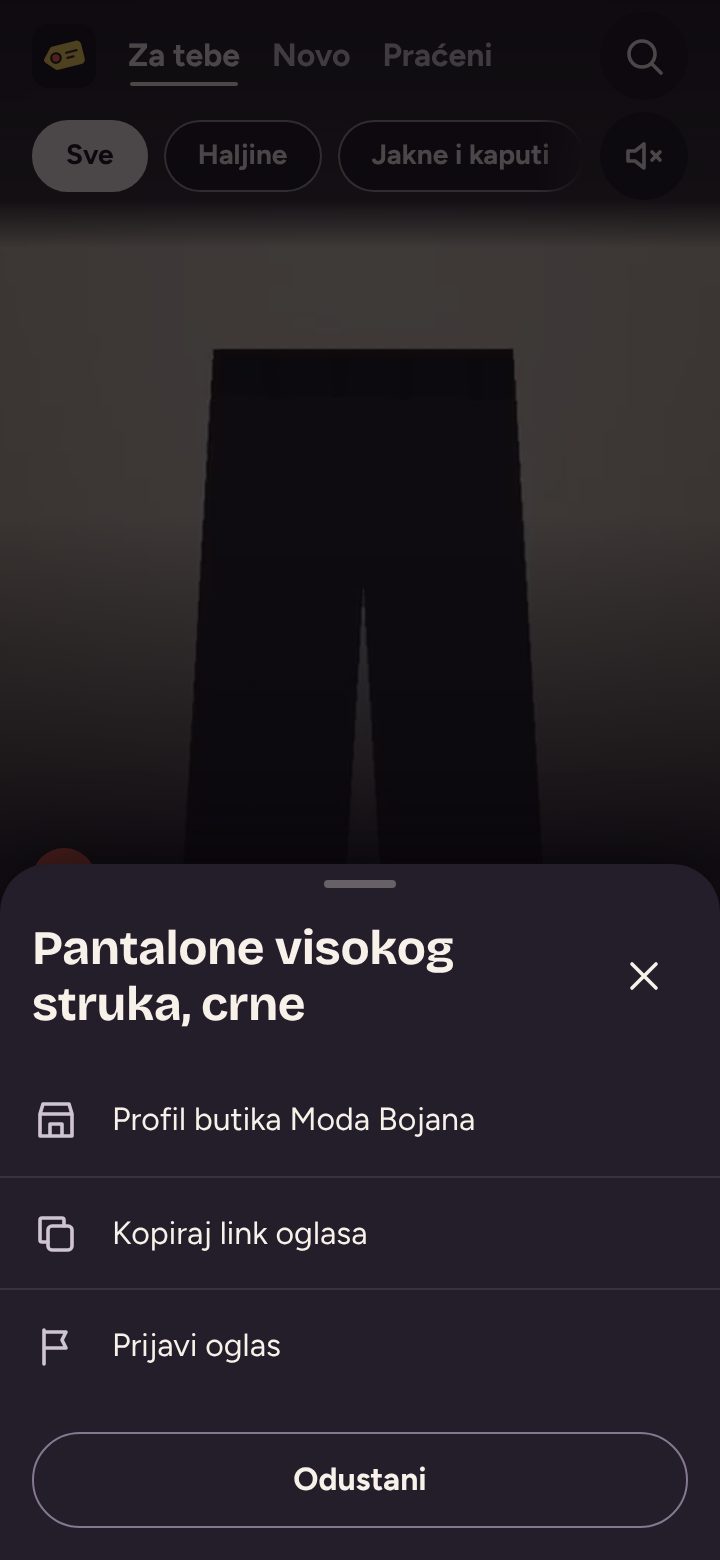 Za tebe Novo Praćeni
Sve Haljine Jakne i kaputi
Pantalone visokog
struka, crne
Profil butika Moda Bojana
Kopiraj link oglasa
Prijavi oglas
Odustani